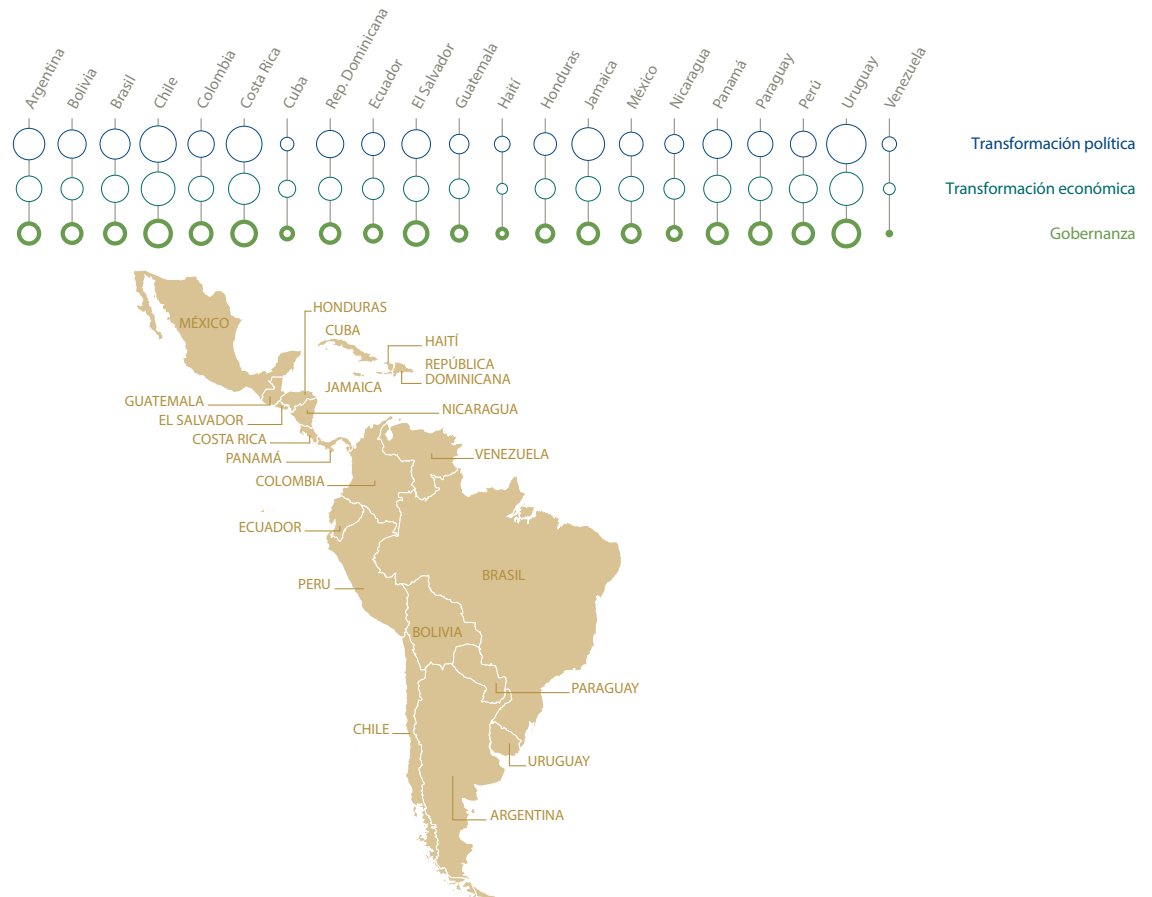 Argentina
Bolivia
Brasil
Chile
Colombia
Costa Rica
Cuba
Rep. Dominicana
Ecuador
El Salvador
Guatemala
Haití
Honduras
Jamaica
México
Nicaragua
Panamá
Paraguay
Perú
Uruguay
Venezuela
Transformación política
Transformación económica
Gobernanza
HONDURAS
MÉXICO
CUBA
HAITÍ
REPÚBLICA
DOMINICANA
JAMAICA
GUATEMALA
NICARAGUA
EL SALVADOR
COSTA RICA
PANAMÁ
VENEZUELA
COLOMBIA
ECUADOR
BRASIL
PERU
BOLIVIA
PARAGUAY
CHILE
URUGUAY
ARGENTINA